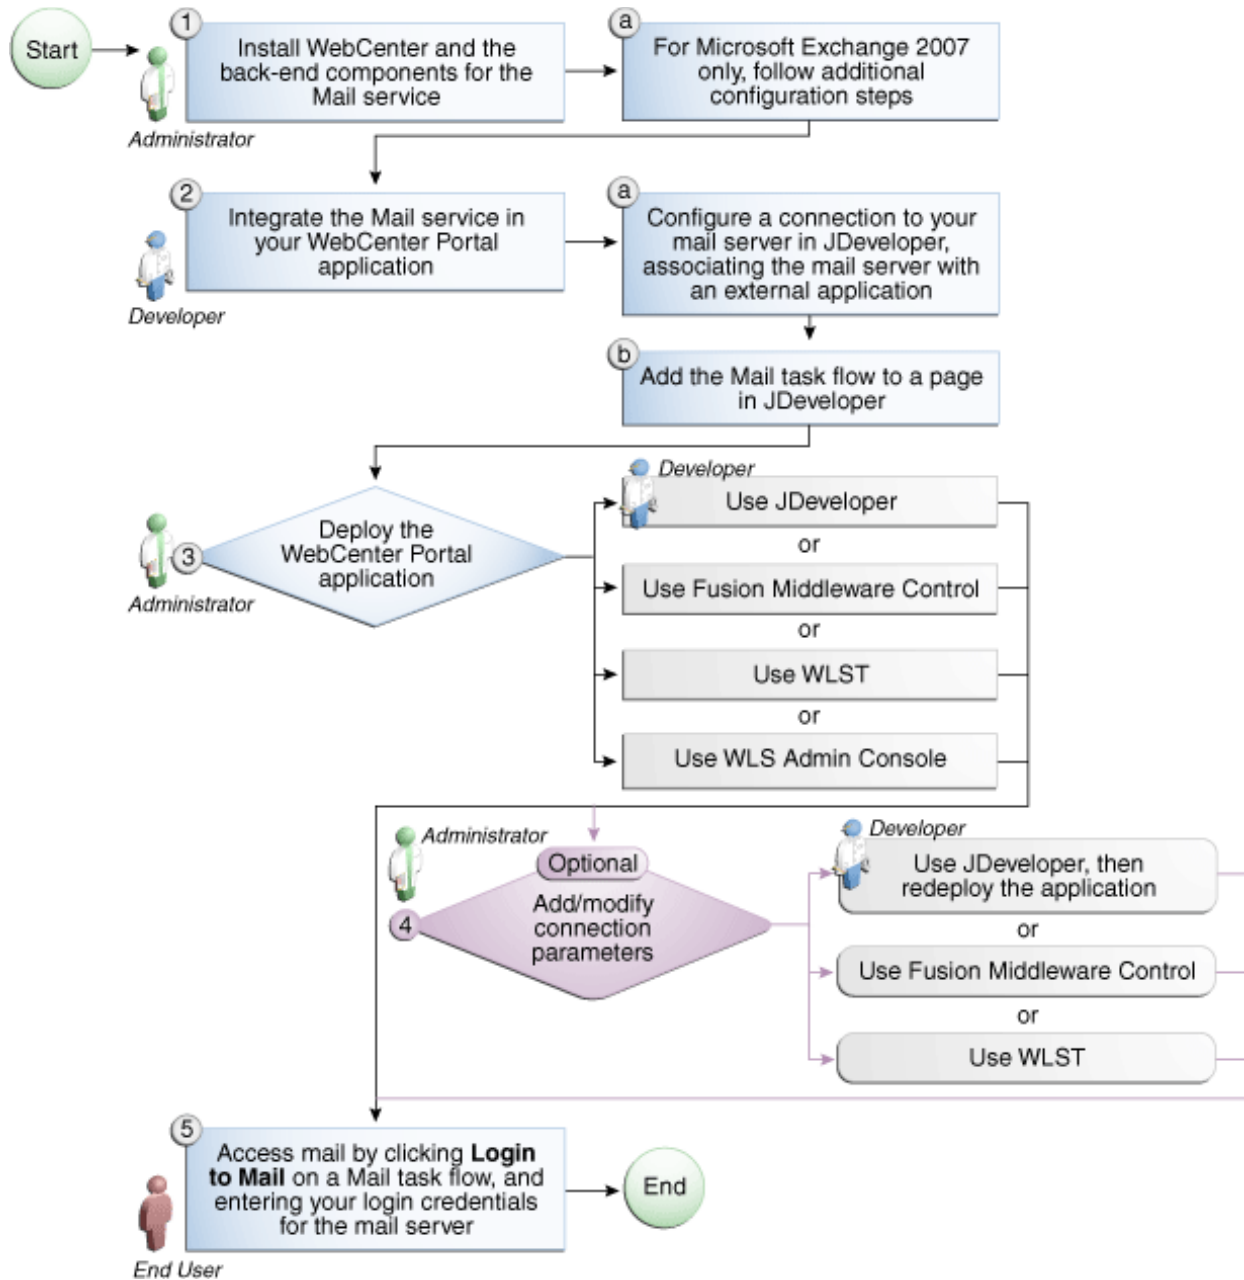 Start
1
Install WebCenter and the
back-end components for the
Mail service
Administrator
a
For Microsoft Exchange 2007
only, follow additional
configuration steps
2
Integrate the Mail service in
your WebCenter Portal
application
Developer
a
Configure a connection to your
mail server in JDeveloper,
associating the mail server with
an external application
b
Add the Mail task flow to a page
in JDeveloper
3
Deploy the
WebCenter Portal
application
Administrator
Developer
Use JDeveloper
or
Use Fusion Middleware Control
or
Use WLST
or
Use WLS Admin Console
Administrator
Optional
4
Add/modify
connection
parameters
Developer
Use JDeveloper, then
redeploy the application
or
Use Fusion Middleware Control
or
Use WLST
5
Access mail by clicking Login
to Mail on a Mail task flow, and
entering your login credentials
for the mail server
End User
End